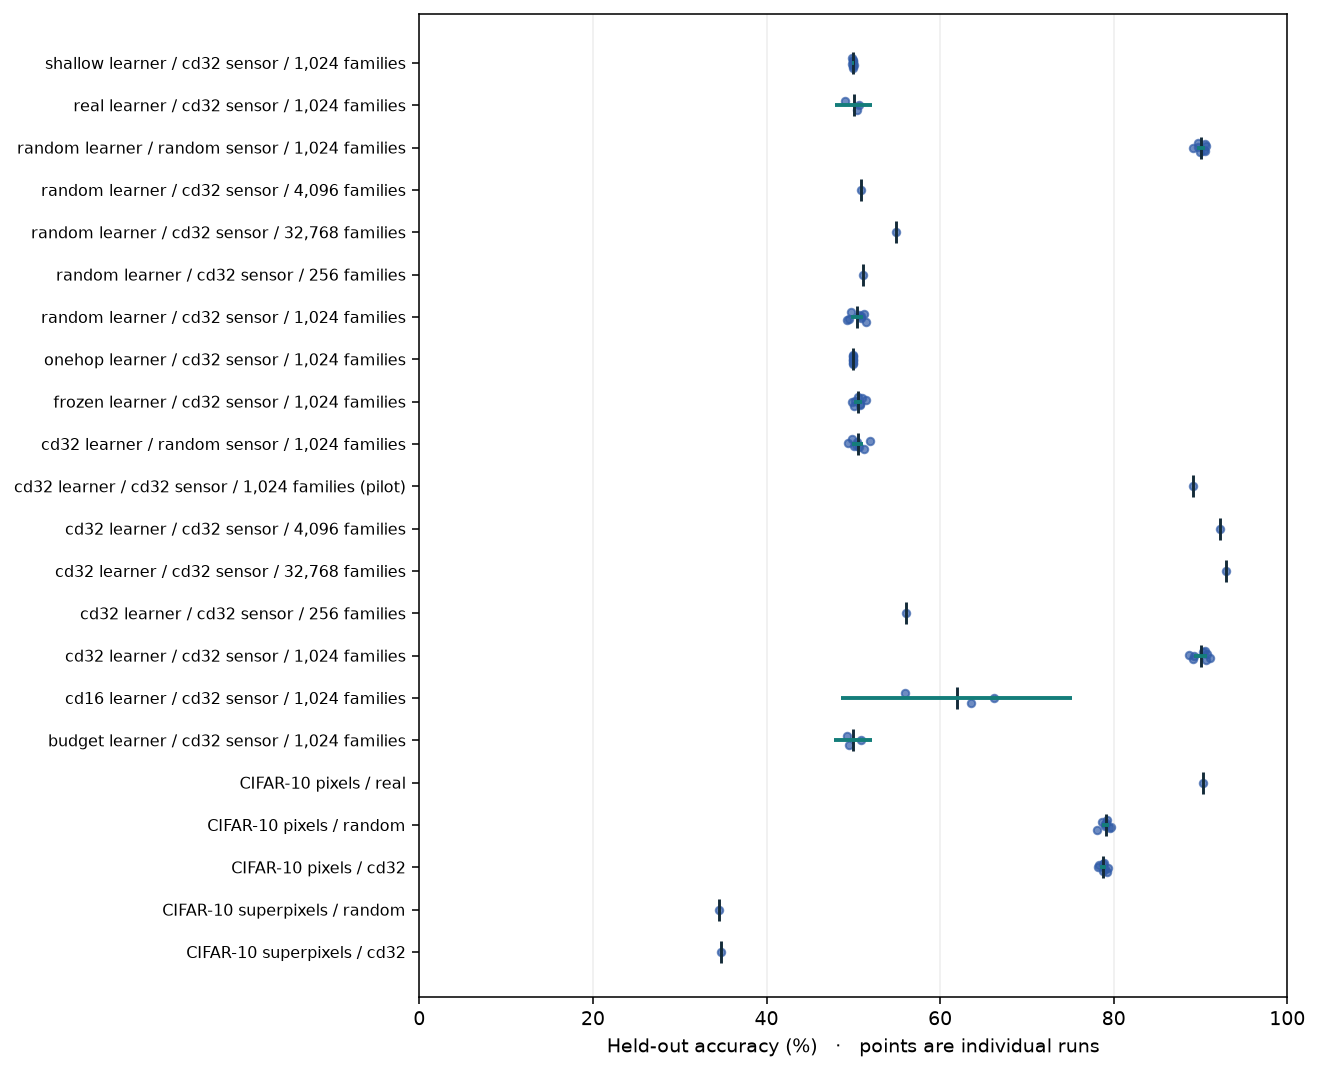 shallow learner / cd32 sensor / 1,024 families
real learner / cd32 sensor / 1,024 families
random learner / random sensor / 1,024 families
random learner / cd32 sensor / 4,096 families
random learner / cd32 sensor / 32,768 families
random learner / cd32 sensor / 256 families
random learner / cd32 sensor / 1,024 families
onehop learner / cd32 sensor / 1,024 families
frozen learner / cd32 sensor / 1,024 families
cd32 learner / random sensor / 1,024 families
cd32 learner / cd32 sensor / 1,024 families (pilot)
cd32 learner / cd32 sensor / 4,096 families
cd32 learner / cd32 sensor / 32,768 families
cd32 learner / cd32 sensor / 256 families
cd32 learner / cd32 sensor / 1,024 families
cd16 learner / cd32 sensor / 1,024 families
budget learner / cd32 sensor / 1,024 families
CIFAR-10 pixels / real
CIFAR-10 pixels / random
CIFAR-10 pixels / cd32
CIFAR-10 superpixels / random
CIFAR-10 superpixels / cd32
0 20 40 60 80 100
Held-out accuracy (%) · points are individual runs